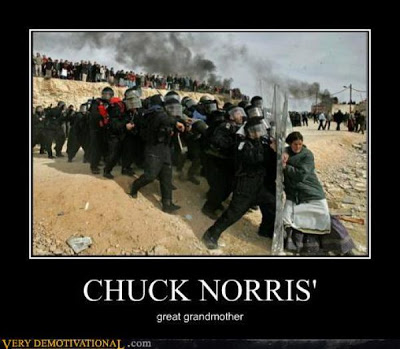 CHUCK NORRIS'
great grandmother
VERY DEMOTIVATIONAL.com